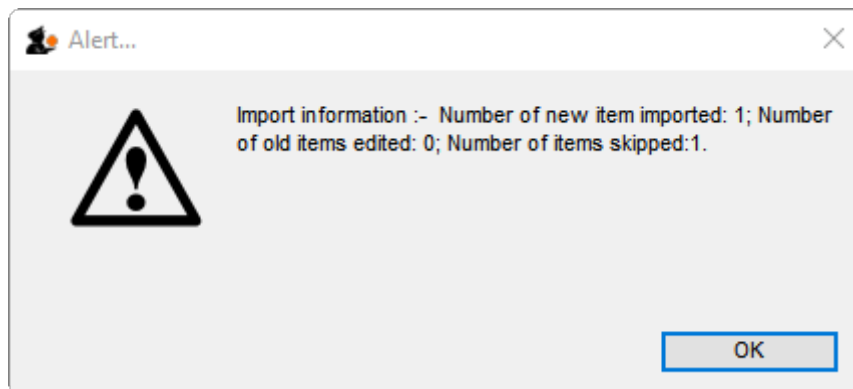 Alert...
Import information :-  Number of new item imported: 1; Number
of old items edited: 0; Number of items skipped:1.
OK